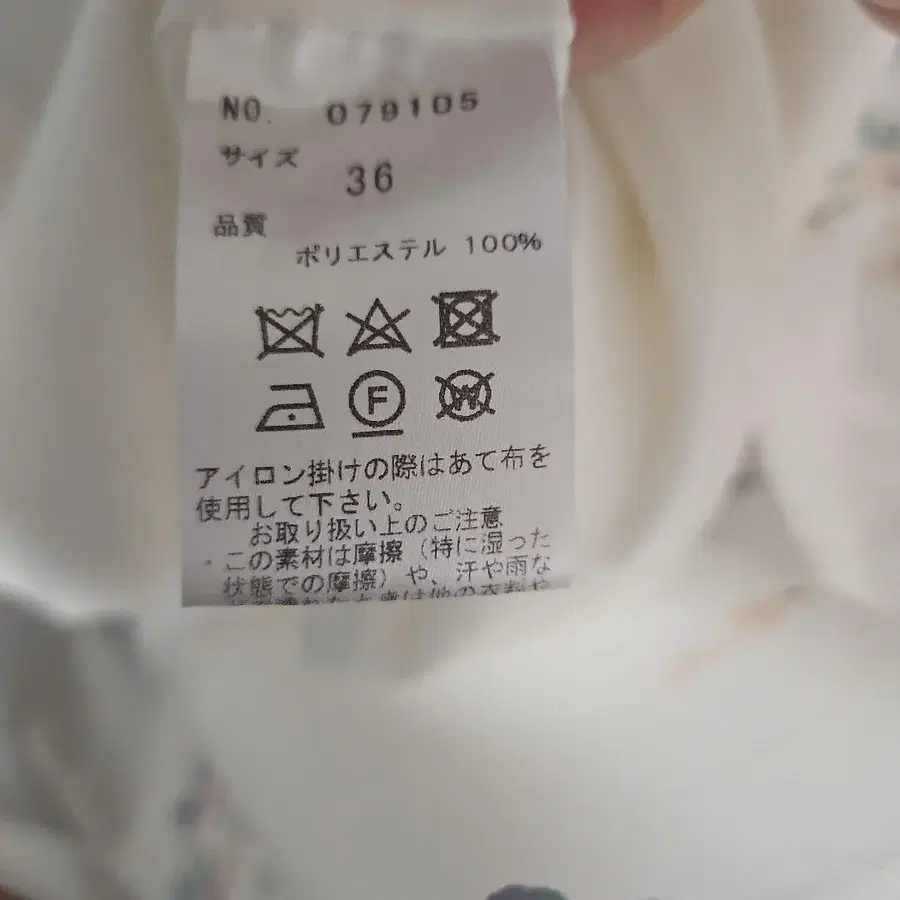 NO. 079105
サイズ 36
品質
ポリエステル 100%
F W
アイロン掛けの際はあて布を
使用して下さい。
お取り扱い上のご注意
・この素材は摩擦（特に湿った
状態での摩擦）や、汗や雨な